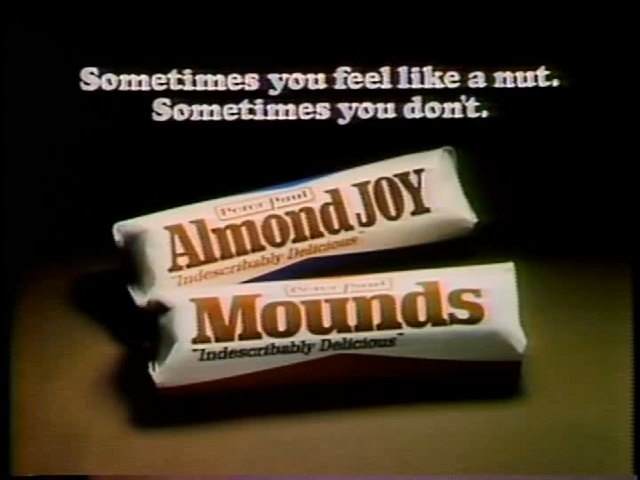 Sometimes you feel like a nut.
Sometimes you don't.
Peter Paul
Almond JOY
"Indescribably Delicious"
Peter Paul
Mounds
"Indescribably Delicious"